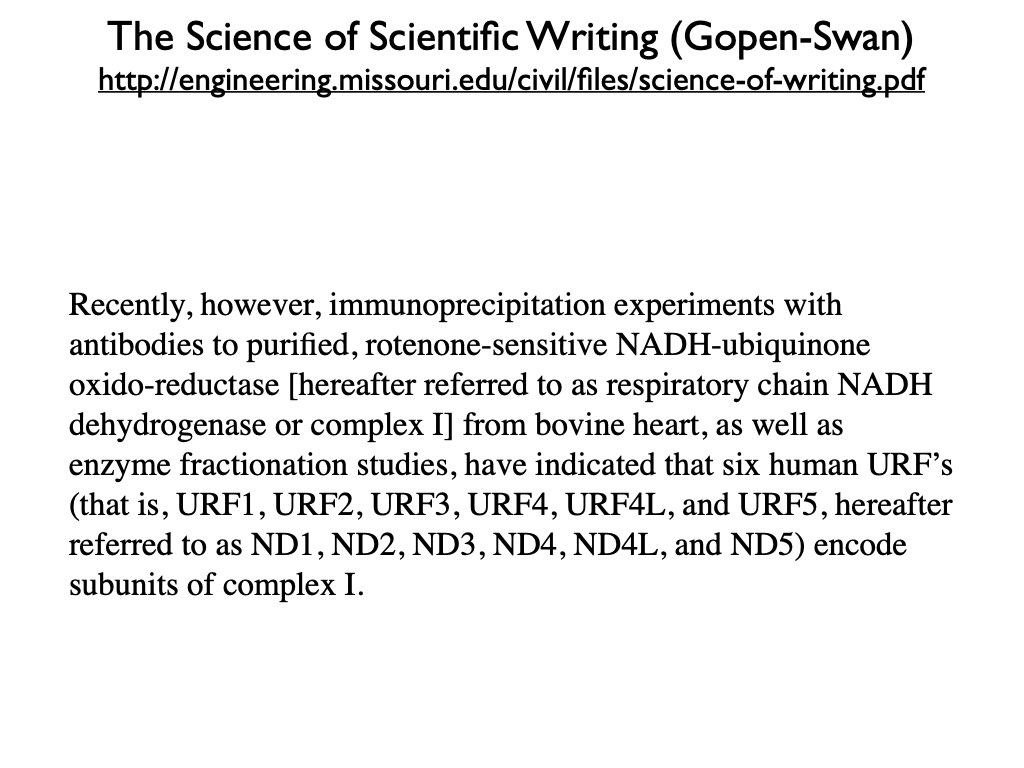 The Science of Scientific Writing (Gopen-Swan)
http://engineering.missouri.edu/civil/files/science-of-writing.pdf
Recently, however, immunoprecipitation experiments with
antibodies to purified, rotenone-sensitive NADH-ubiquinone
oxido-reductase [hereafter referred to as respiratory chain NADH
dehydrogenase or complex I] from bovine heart, as well as
enzyme fractionation studies, have indicated that six human URF’s
(that is, URF1, URF2, URF3, URF4, URF4L, and URF5, hereafter
referred to as ND1, ND2, ND3, ND4, ND4L, and ND5) encode
subunits of complex I.